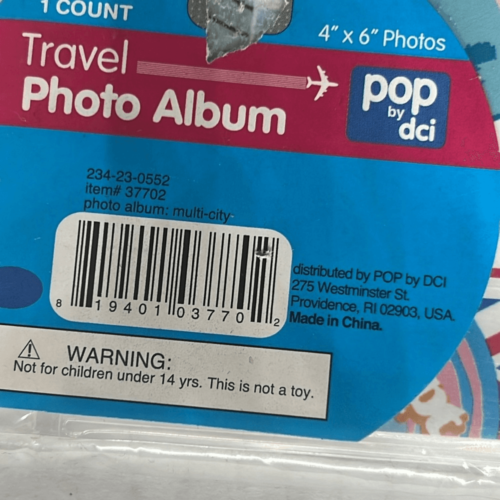 1 COUNT
4" x 6" Photos
Travel
Photo Album
pop
by
dci
234-23-0552
item# 37702
photo album: multi-city
8 19401 03770 2
distributed by POP by DCI
275 Westminster St.
Providence, RI 02903, USA.
Made in China.
WARNING:
Not for children under 14 yrs. This is not a toy.